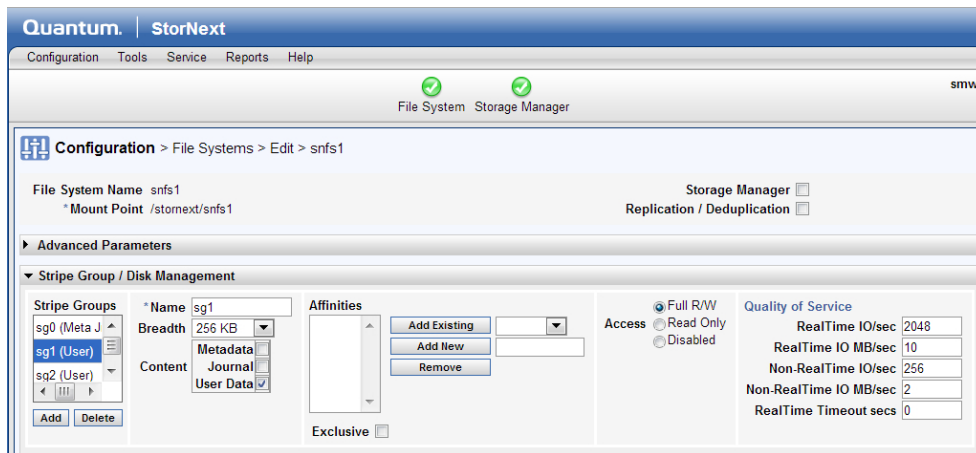 Quantum. StorNext
Configuration Tools Service Reports Help
File System Storage Manager
smw
Configuration > File Systems > Edit > snfs1
File System Name snfs1
Storage Manager
*Mount Point /stornext/snfs1
Replication / Deduplication
Advanced Parameters
Stripe Group / Disk Management
Stripe Groups
sg0 (Meta J
sg1 (User)
sg2 (User)
Add Delete
*Name sg1
Breadth 256 KB
Content
Metadata
Journal
User Data
Affinities
Add Existing
Add New
Remove
Exclusive
Access
Full R/W
Read Only
Disabled
Quality of Service
RealTime IO/sec 2048
RealTime IO MB/sec 10
Non-RealTime IO/sec 256
Non-RealTime IO MB/sec 2
RealTime Timeout secs 0